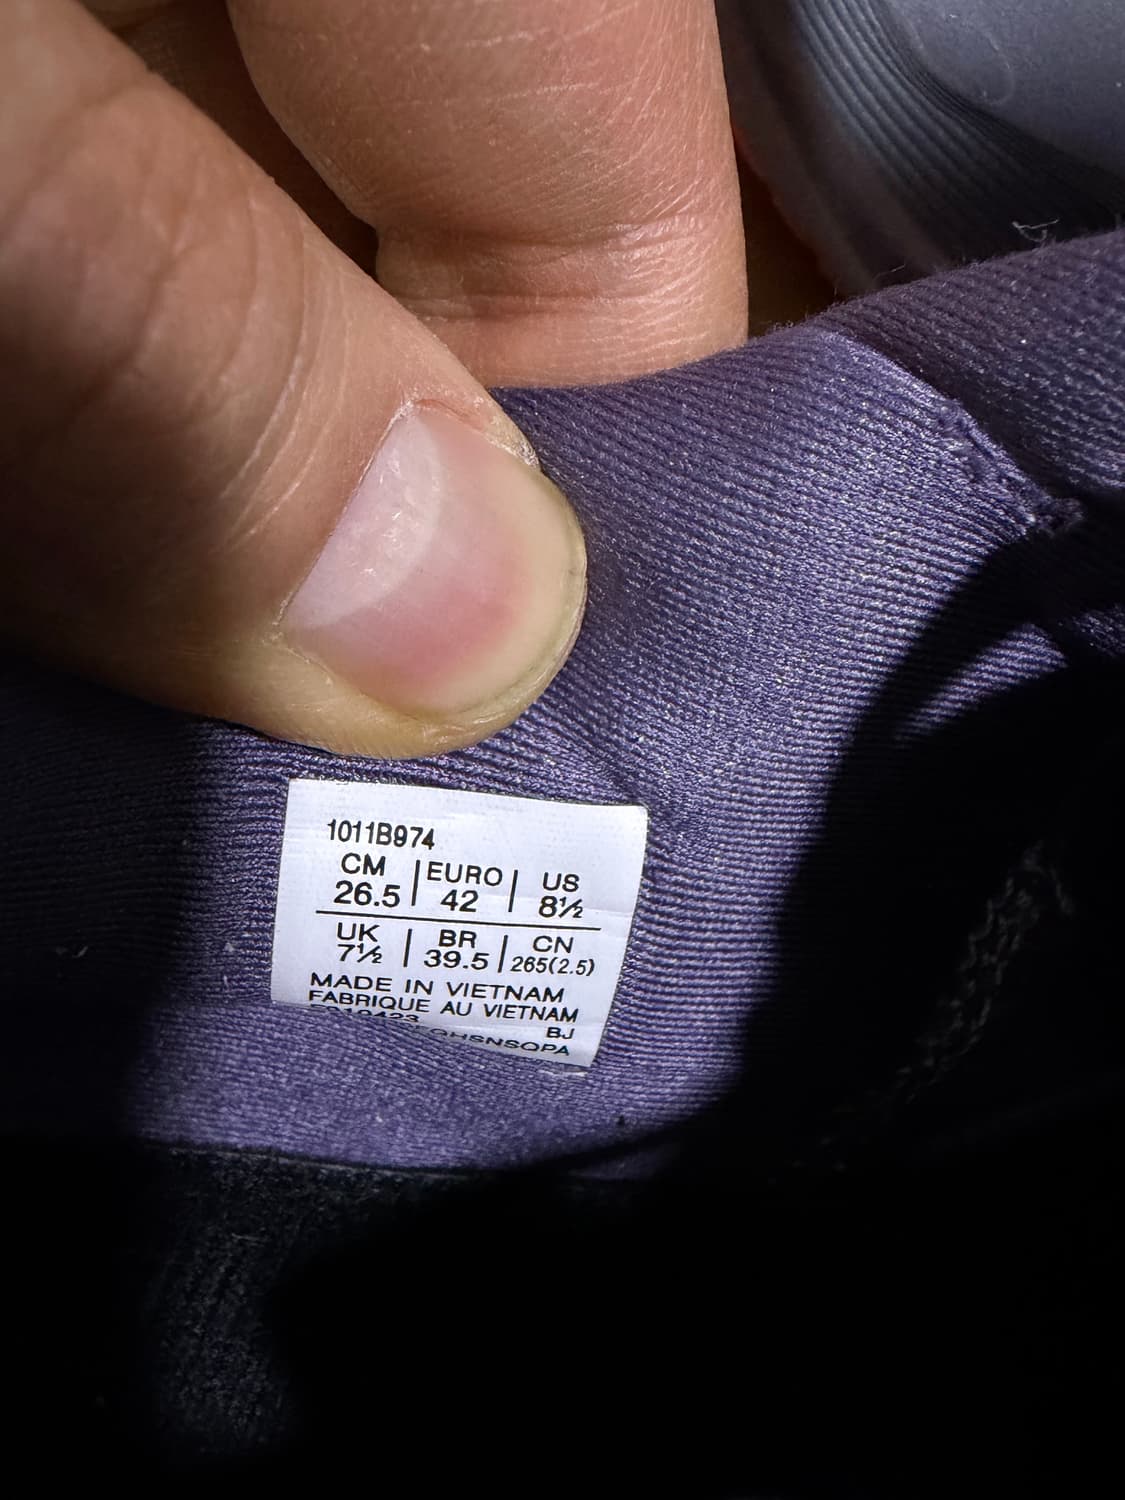 1011B974
CM | EURO | US
26.5 | 42 | 8½
UK | BR | CN
7½ | 39.5 | 265(2.5)
MADE IN VIETNAM
FABRIQUE AU VIETNAM
BJ